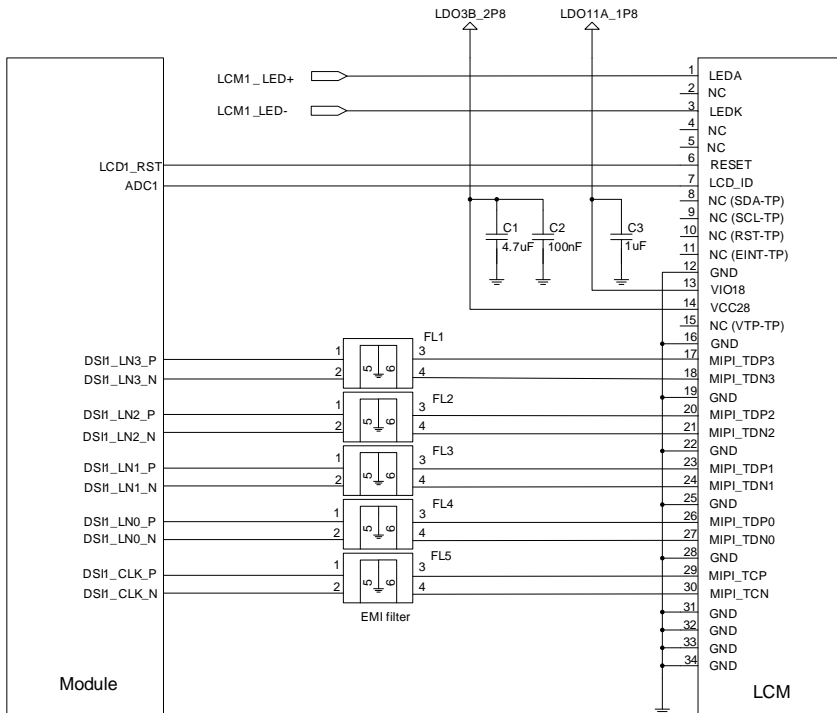 LDO3B_2P8 LDO11A_1P8
LCM1_LED+ 1 LEDA
2 NC
LCM1_LED- 3 LEDK
4 NC
5 NC
LCD1_RST 6 RESET
ADC1 7 LCD_ID
8 NC (SDA-TP)
9 NC (SCL-TP)
10 NC (RST-TP)
11 NC (EINT-TP)
C1 C2 C3
4.7uF 100nF 1uF
12 GND
13 VIO18
14 VCC28
15 NC (VTP-TP)
16 GND
FL1
DSI1_LN3_P 1 3 17 MIPI_TDP3
5 6
DSI1_LN3_N 2 4 18 MIPI_TDN3
19 GND
FL2
DSI1_LN2_P 1 3 20 MIPI_TDP2
5 6
DSI1_LN2_N 2 4 21 MIPI_TDN2
22 GND
FL3
DSI1_LN1_P 1 3 23 MIPI_TDP1
5 6
DSI1_LN1_N 2 4 24 MIPI_TDN1
25 GND
FL4
DSI1_LN0_P 1 3 26 MIPI_TDP0
5 6
DSI1_LN0_N 2 4 27 MIPI_TDN0
28 GND
FL5
DSI1_CLK_P 1 3 29 MIPI_TCP
5 6
DSI1_CLK_N 2 4 30 MIPI_TCN
EMI filter
31 GND
32 GND
33 GND
34 GND
Module LCM